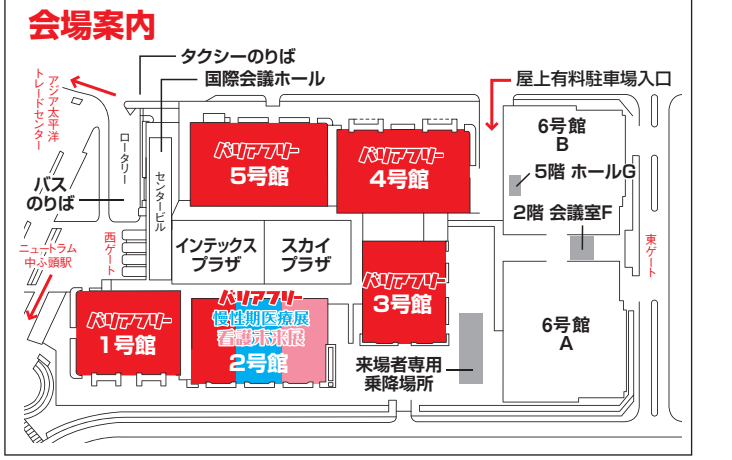 会場案内
タクシーのりば
国際会議ホール
屋上有料駐車場入口
アジア太平洋
トレードセンター
ロータリー
バス
のりば
センタービル
バリアフリー
5号館
バリアフリー
4号館
6号館
B
5階 ホールG
2階 会議室F
西ゲート
ニュートラム
中ふ頭駅
インテックス
プラザ
スカイ
プラザ
東ゲート
バリアフリー
3号館
バリアフリー
1号館
バリアフリー
慢性期医療展
看護未来展
2号館
来場者専用
乗降場所
6号館
A